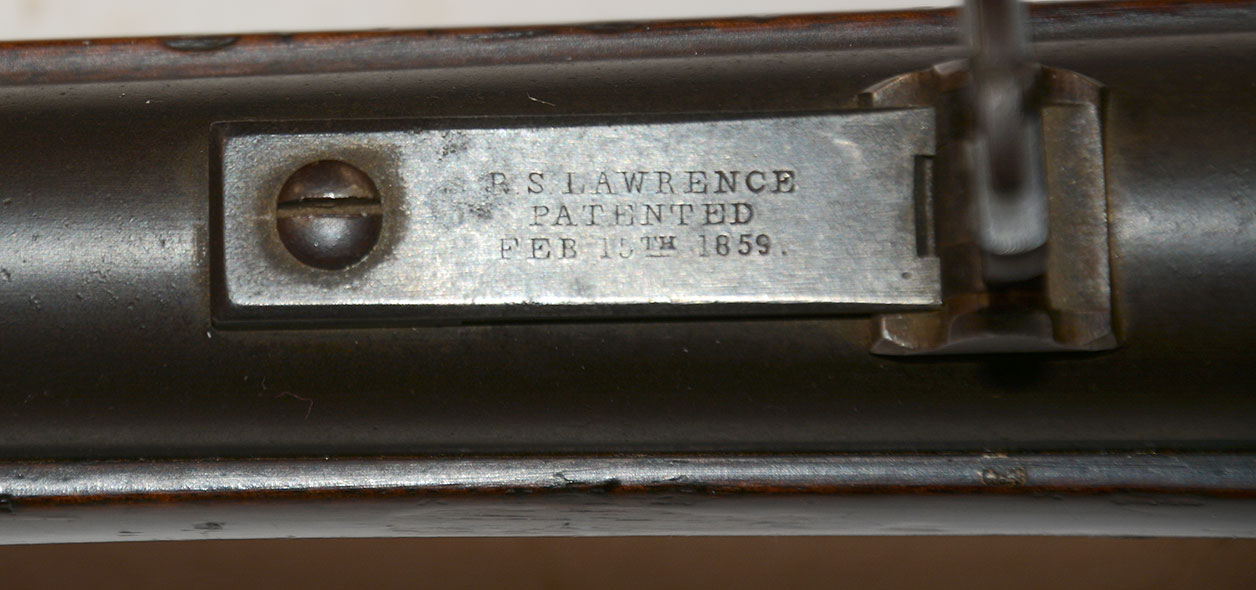 R.S. LAWRENCE
PATENTED
FEB 15TH 1859.